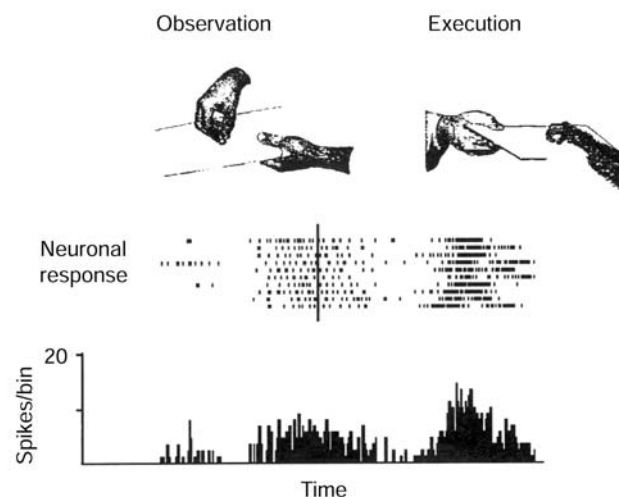 Observation
Execution
Neuronal
response
20
Spikes/bin
Time